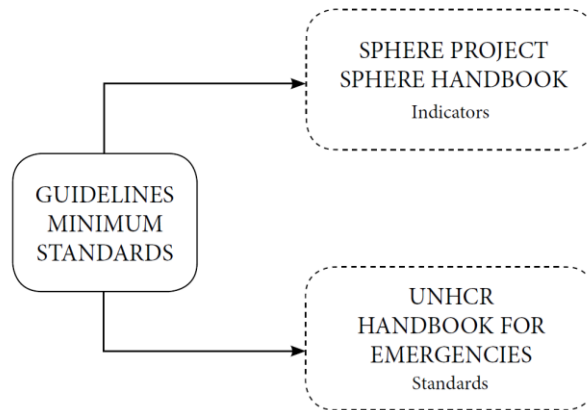 SPHERE PROJECT
SPHERE HANDBOOK
Indicators
GUIDELINES
MINIMUM
STANDARDS
UNHCR
HANDBOOK FOR
EMERGENCIES
Standards